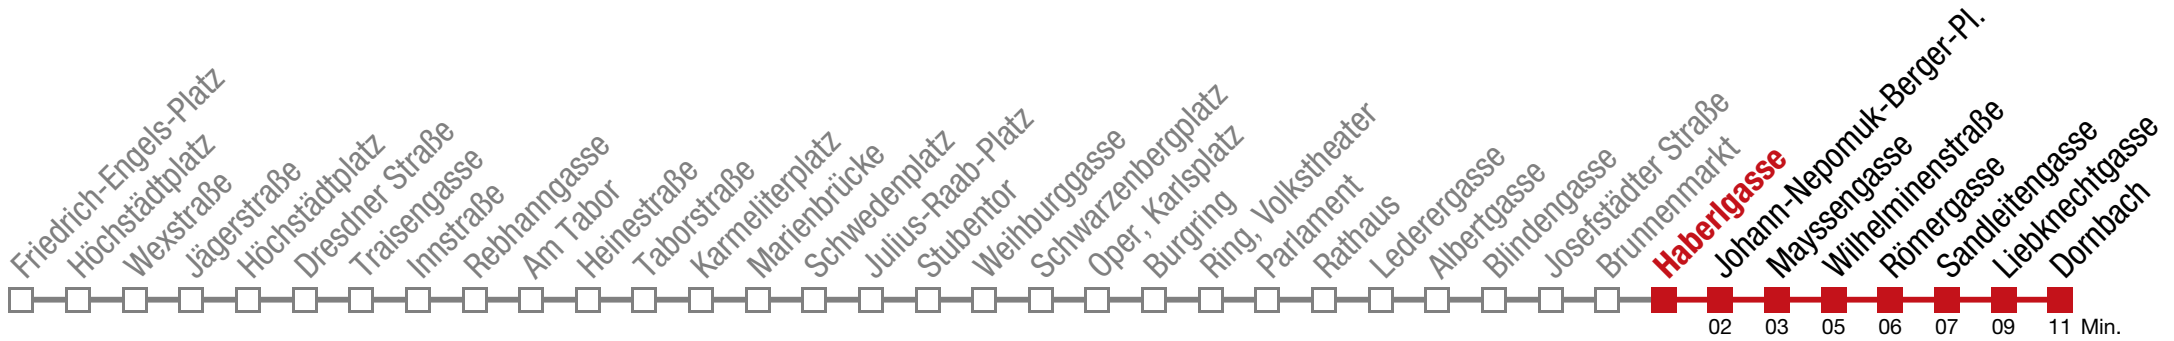 Friedrich-Engels-Platz
Höchstädtplatz
Wexstraße
Jägerstraße
Höchstädtplatz
Dresdner Straße
Traisengasse
Innstraße
Rebhanngasse
Am Tabor
Heinestraße
Taborstraße
Karmeliterplatz
Marienbrücke
Schwedenplatz
Julius-Raab-Platz
Stubentor
Weihburggasse
Schwarzenbergplatz
Oper, Karlsplatz
Burgring
Ring, Volkstheater
Parlament
Rathaus
Lederergasse
Albertgasse
Blindengasse
Josefstädter Straße
Brunnenmarkt
Haberlgasse
Johann-Nepomuk-Berger-Pl.
Mayssengasse
Wilhelminenstraße
Römergasse
Sandleitengasse
Liebknechtgasse
Dornbach
02 03 05 06 07 09 11 Min.